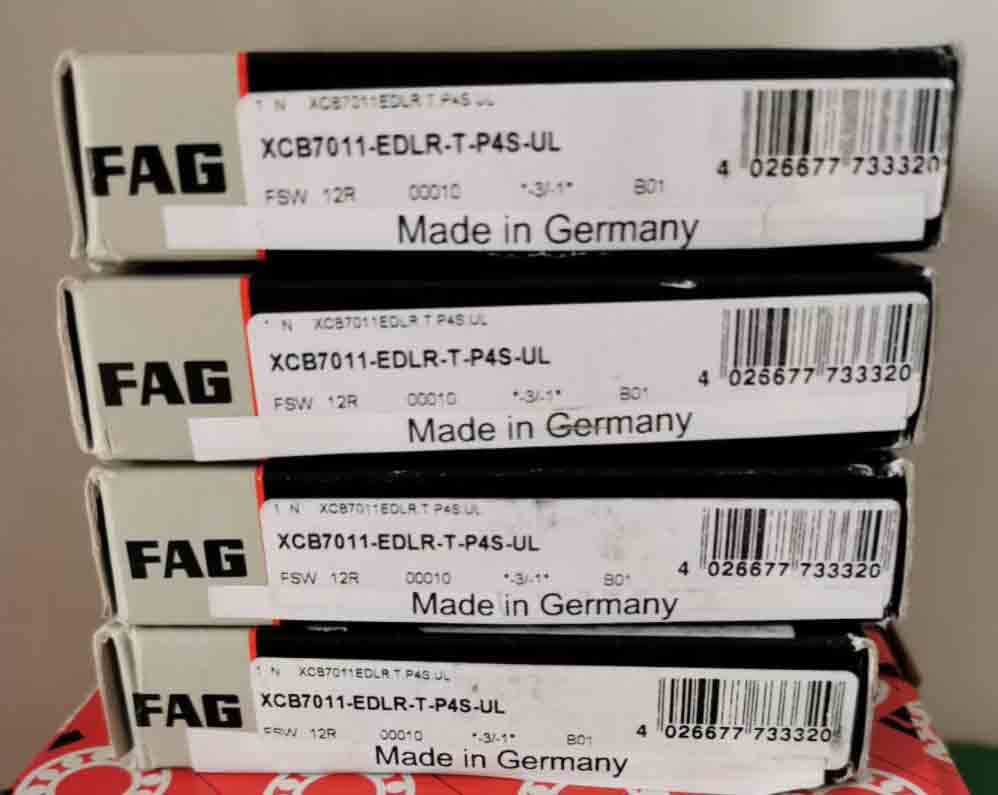 1 N XCB7011EDLR.T.P4S.UL
XCB7011-EDLR-T-P4S-UL
4 026677 733320
FAG
FSW 12R 00010 *-3/-1* B01
Made in Germany
N XCB7011EDLR.T.P4S.UL
XCB7011-EDLR-T-P4S-UL
4 026677 733320
FAG
FSW 12R 00010 *-3/-1* B01
Made in Germany
1 N XCB7011EDLR.T.P4S.UL
XCB7011-EDLR-T-P4S-UL
4 026677 733320
FAG
FSW 12R 00010 *-3/-1* B01
Made in Germany
1 N XCB7011EDLR.T.P4S.UL
XCB7011-EDLR-T-P4S-UL
4 026677 733320
FAG
FSW 12R 00010 *-3/-1* B01
Made in Germany